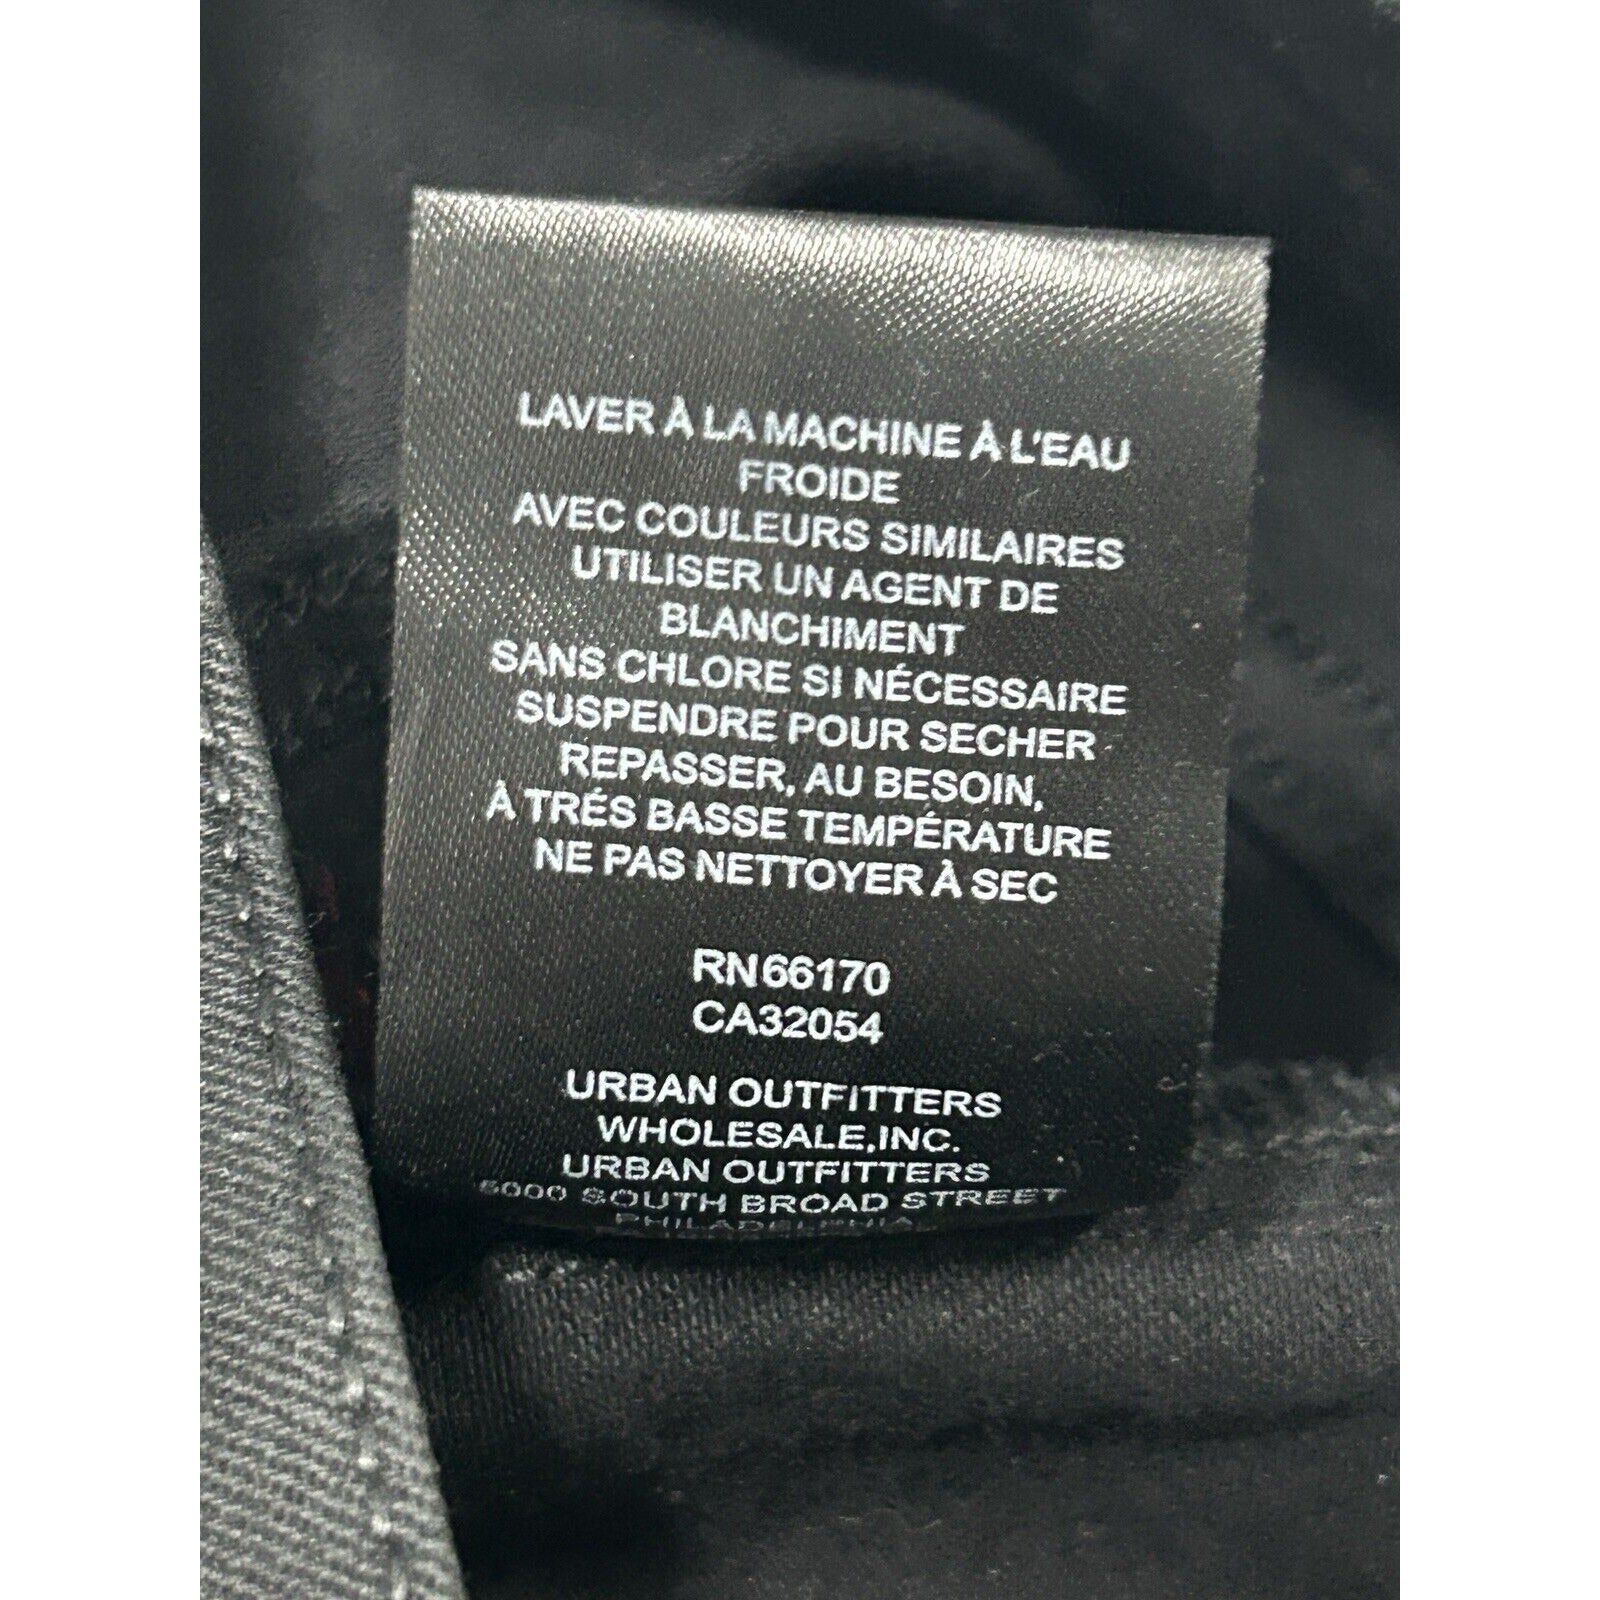 LAVER À LA MACHINE À L'EAU
FROIDE
AVEC COULEURS SIMILAIRES
UTILISER UN AGENT DE
BLANCHIMENT
SANS CHLORE SI NÉCESSAIRE
SUSPENDRE POUR SECHER
REPASSER, AU BESOIN,
À TRÉS BASSE TEMPÉRATURE
NE PAS NETTOYER À SEC
RN66170
CA32054
URBAN OUTFITTERS
WHOLESALE,INC.
URBAN OUTFITTERS
5000 SOUTH BROAD STREET
PHILADELPHIA,